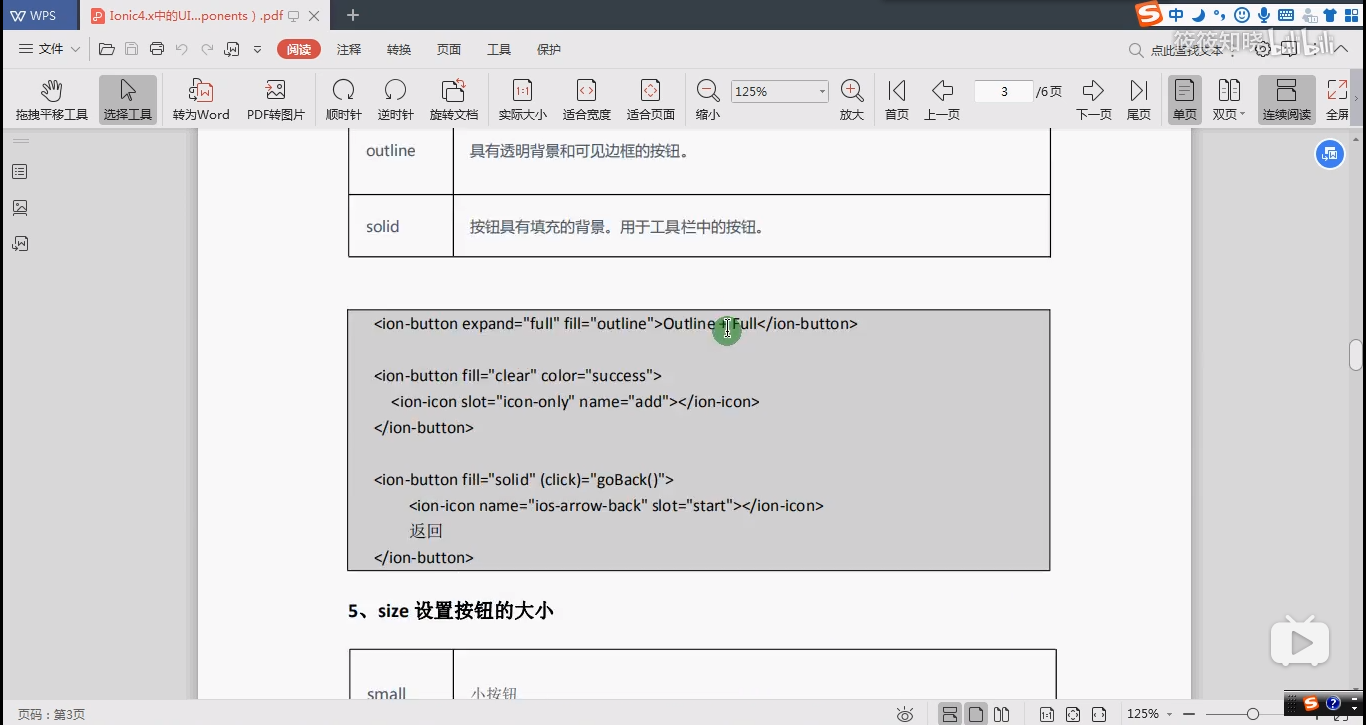 WPS
Ionic4.x中的UI...ponents）.pdf
中
文件
阅读
注释
转换
页面
工具
保护
点此查找文本
筱筱知晓
bilibili
拖拽平移工具
选择工具
转为Word
PDF转图片
顺时针
逆时针
旋转文档
1:1
实际大小
适合宽度
适合页面
缩小
125%
放大
首页
上一页
3
/6页
下一页
尾页
单页
双页
连续阅读
全屏
outline
具有透明背景和可见边框的按钮。
solid
按钮具有填充的背景。用于工具栏中的按钮。
<ion-button expand="full" fill="outline">Outline + Full</ion-button>
<ion-button fill="clear" color="success">
<ion-icon slot="icon-only" name="add"></ion-icon>
</ion-button>
<ion-button fill="solid" (click)="goBack()">
<ion-icon name="ios-arrow-back" slot="start"></ion-icon>
返回
</ion-button>
5、size 设置按钮的大小
small
小按钮
页码：第3页
1:1
125%